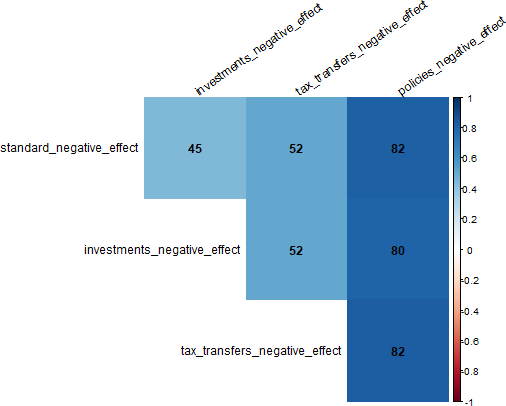 investments_negative_effect
tax_transfers_negative_effect
policies_negative_effect
standard_negative_effect
45
52
82
investments_negative_effect
52
80
tax_transfers_negative_effect
82
1
0.8
0.6
0.4
0.2
0
-0.2
-0.4
-0.6
-0.8
-1